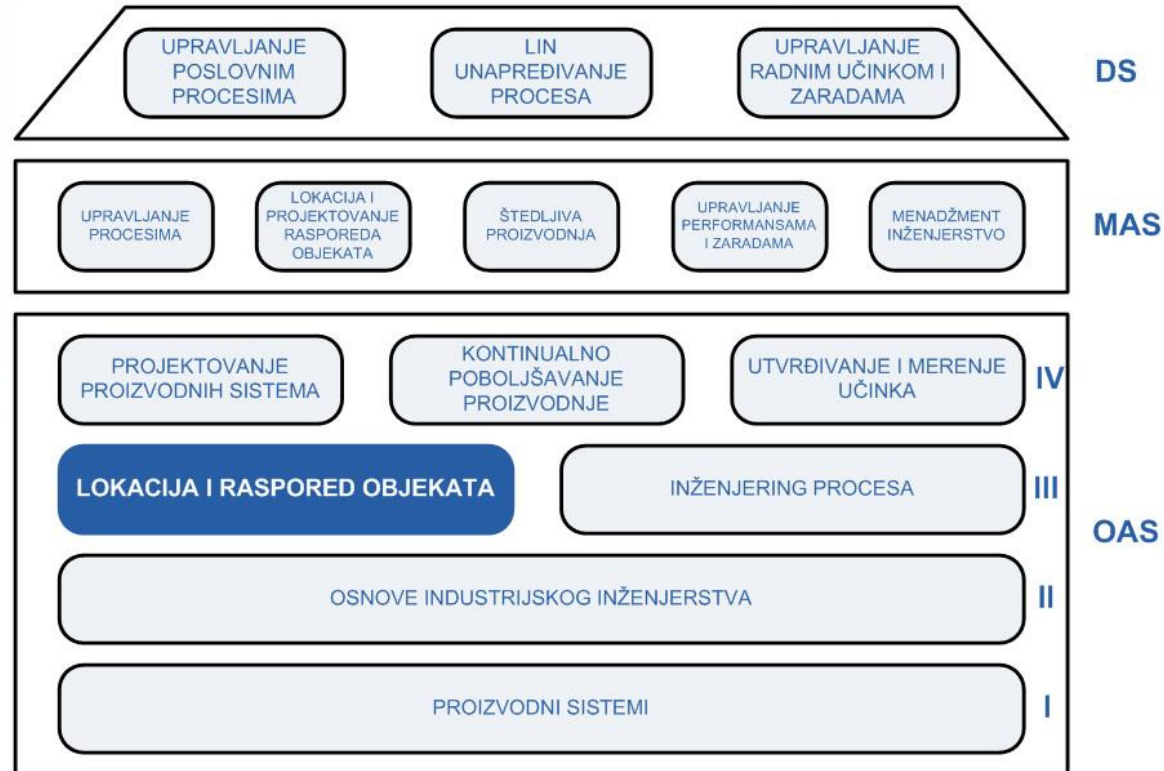 UPRAVLJANJE
POSLOVNIM
PROCESIMA
LIN
UNAPREĐIVANJE
PROCESA
UPRAVLJANJE
RADNIM UČINKOM I
ZARADAMA
DS
UPRAVLJANJE
PROCESIMA
LOKACIJA I
PROJEKTOVANJE
RASPOREDA
OBJEKATA
ŠTEDLJIVA
PROIZVODNJA
UPRAVLJANJE
PERFORMANSAMA
I ZARADAMA
MENADŽMENT
INŽENJERSTVO
MAS
PROJEKTOVANJE
PROIZVODNIH SISTEMA
KONTINUALNO
POBOLJŠAVANJE
PROIZVODNJE
UTVRĐIVANJE I MERENJE
UČINKA
IV
LOKACIJA I RASPORED OBJEKATA
INŽENJERING PROCESA
III
OAS
OSNOVE INDUSTRIJSKOG INŽENJERSTVA
II
PROIZVODNI SISTEMI
I